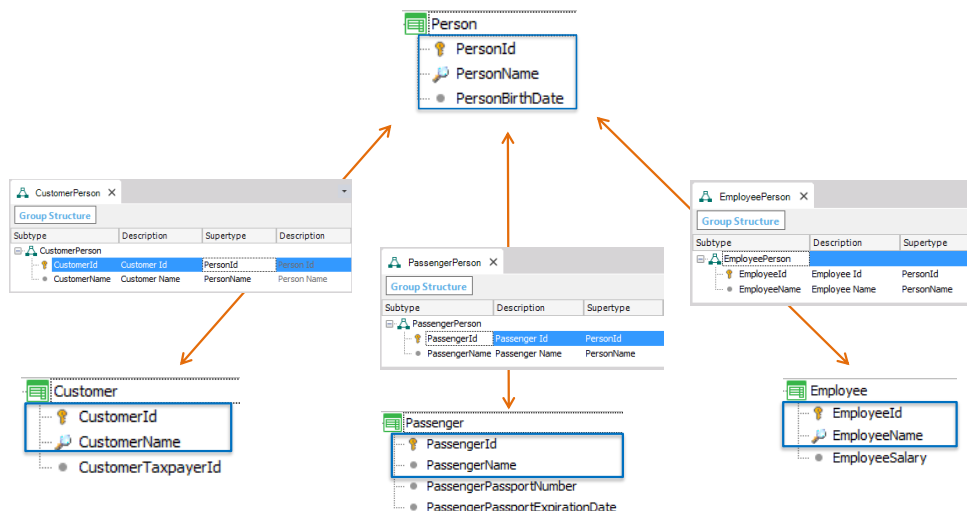 Person
PersonId
PersonName
PersonBirthDate
CustomerPerson
Group Structure
Subtype Description Supertype Description
CustomerPerson
CustomerId Customer Id PersonId Person Id
CustomerName Customer Name PersonName Person Name
PassengerPerson
Group Structure
Subtype Description Supertype
PassengerPerson
PassengerId Passenger Id PersonId
PassengerName Passenger Name PersonName
EmployeePerson
Group Structure
Subtype Description Supertype
EmployeePerson
EmployeeId Employee Id PersonId
EmployeeName Employee Name PersonName
Customer
CustomerId
CustomerName
CustomerTaxpayerId
Passenger
PassengerId
PassengerName
PassengerPassportNumber
PassengerPassportExpirationDate
Employee
EmployeeId
EmployeeName
EmployeeSalary